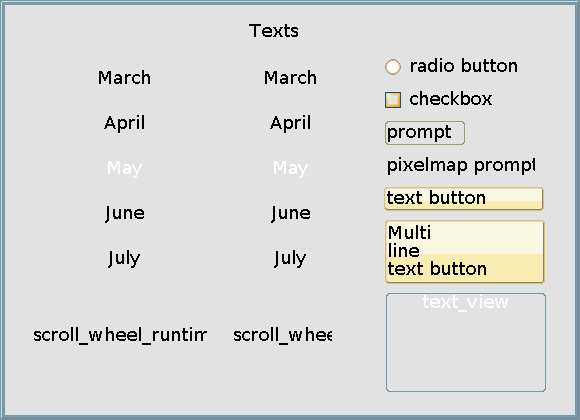 Texts
March
April
May
June
July
scroll_wheel_runtim
March
April
May
June
July
scroll_whee
radio button
checkbox
prompt
pixelmap prompt
text button
Multi
line
text button
text_view